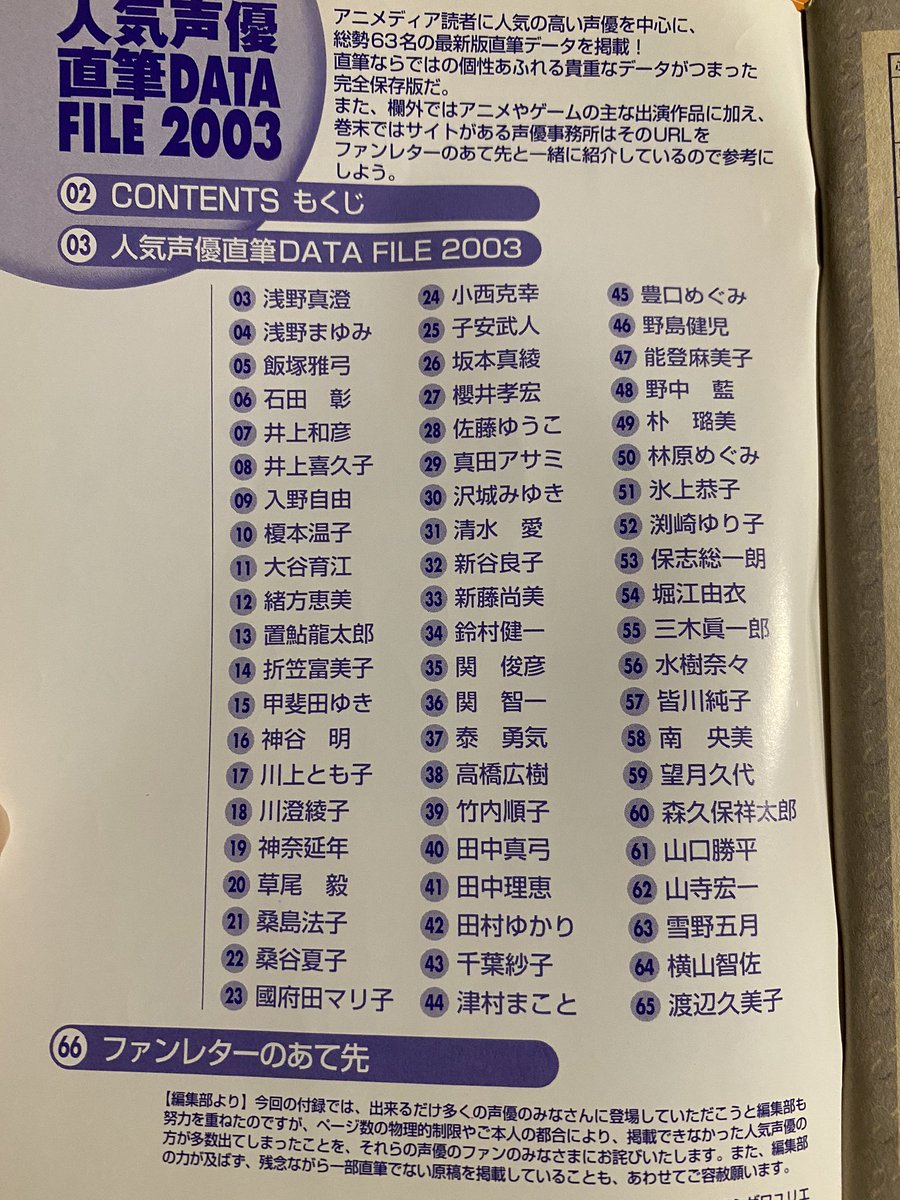 人気声優
直筆DATA
FILE 2003
アニメディア読者に人気の高い声優を中心に、
総勢63名の最新版直筆データを掲載！
直筆ならではの個性あふれる貴重なデータがつまった
完全保存版だ。
また、欄外ではアニメやゲームの主な出演作品に加え、
巻末ではサイトがある声優事務所はそのURLを
ファンレターのあて先と一緒に紹介しているので参考に
しよう。
02 CONTENTS もくじ
03 人気声優直筆DATA FILE 2003
03 浅野真澄
04 浅野まゆみ
05 飯塚雅弓
06 石田　彰
07 井上和彦
08 井上喜久子
09 入野自由
10 榎本温子
11 大谷育江
12 緒方恵美
13 置鮎龍太郎
14 折笠富美子
15 甲斐田ゆき
16 神谷　明
17 川上とも子
18 川澄綾子
19 神奈延年
20 草尾　毅
21 桑島法子
22 桑谷夏子
23 國府田マリ子
24 小西克幸
25 子安武人
26 坂本真綾
27 櫻井孝宏
28 佐藤ゆうこ
29 真田アサミ
30 沢城みゆき
31 清水　愛
32 新谷良子
33 新藤尚美
34 鈴村健一
35 関　俊彦
36 関　智一
37 泰　勇気
38 高橋広樹
39 竹内順子
40 田中真弓
41 田中理恵
42 田村ゆかり
43 千葉紗子
44 津村まこと
45 豊口めぐみ
46 野島健児
47 能登麻美子
48 野中　藍
49 朴　璐美
50 林原めぐみ
51 氷上恭子
52 渕崎ゆり子
53 保志総一朗
54 堀江由衣
55 三木眞一郎
56 水樹奈々
57 皆川純子
58 南　央美
59 望月久代
60 森久保祥太郎
61 山口勝平
62 山寺宏一
63 雪野五月
64 横山智佐
65 渡辺久美子
66 ファンレターのあて先
【編集部より】今回の付録では、出来るだけ多くの声優のみなさんに登場していただこうと編集部も
努力を重ねたのですが、ページ数の物理的制限やご本人の都合により、掲載できなかった人気声優の
方が多数出てしまったことを、それらの声優のファンのみなさまにお詫びいたします。また、編集部
の力が及ばず、残念ながら一部直筆でない原稿を掲載していることも、あわせてご容赦願います。